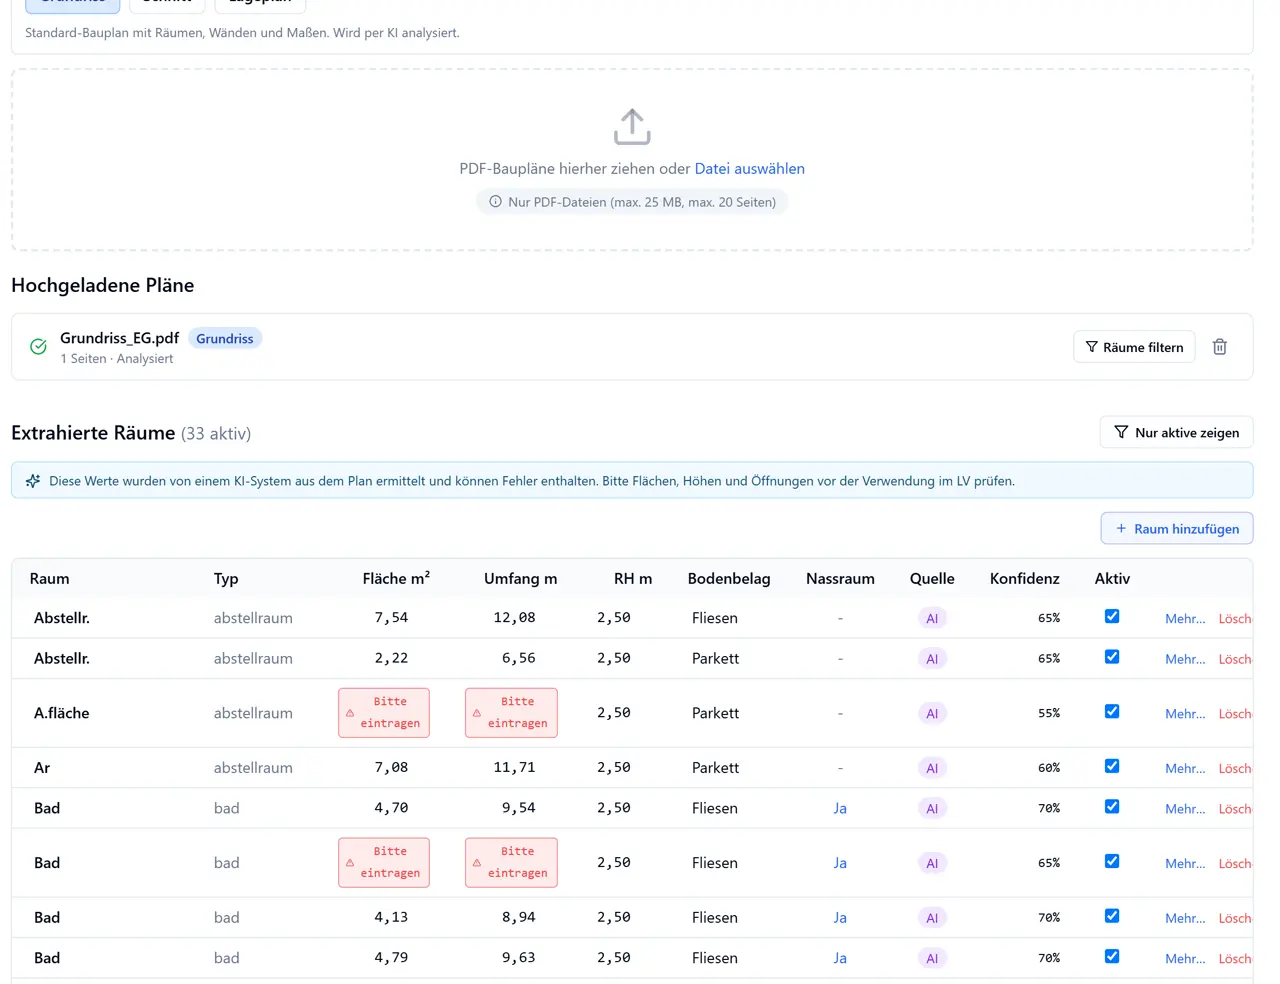 Grundriss Schnitt Lageplan
Standard-Bauplan mit Räumen, Wänden und Maßen. Wird per KI analysiert.
PDF-Baupläne hierher ziehen oder Datei auswählen
Nur PDF-Dateien (max. 25 MB, max. 20 Seiten)
Hochgeladene Pläne
Grundriss_EG.pdf Grundriss
1 Seiten · Analysiert
Räume filtern
Extrahierte Räume (33 aktiv)
Nur aktive zeigen
Diese Werte wurden von einem KI-System aus dem Plan ermittelt und können Fehler enthalten. Bitte Flächen, Höhen und Öffnungen vor der Verwendung im LV prüfen.
+ Raum hinzufügen
Raum Typ Fläche m² Umfang m RH m Bodenbelag Nassraum Quelle Konfidenz Aktiv
Abstellr. abstellraum 7,54 12,08 2,50 Fliesen - AI 65% Mehr... Lösch
Abstellr. abstellraum 2,22 6,56 2,50 Parkett - AI 65% Mehr... Lösch
A.fläche abstellraum Bitte eintragen Bitte eintragen 2,50 Parkett - AI 55% Mehr... Lösch
Ar abstellraum 7,08 11,71 2,50 Parkett - AI 60% Mehr... Lösch
Bad bad 4,70 9,54 2,50 Fliesen Ja AI 70% Mehr... Lösch
Bad bad Bitte eintragen Bitte eintragen 2,50 Fliesen Ja AI 65% Mehr... Lösch
Bad bad 4,13 8,94 2,50 Fliesen Ja AI 70% Mehr... Lösch
Bad bad 4,79 9,63 2,50 Fliesen Ja AI 70% Mehr... Lösch